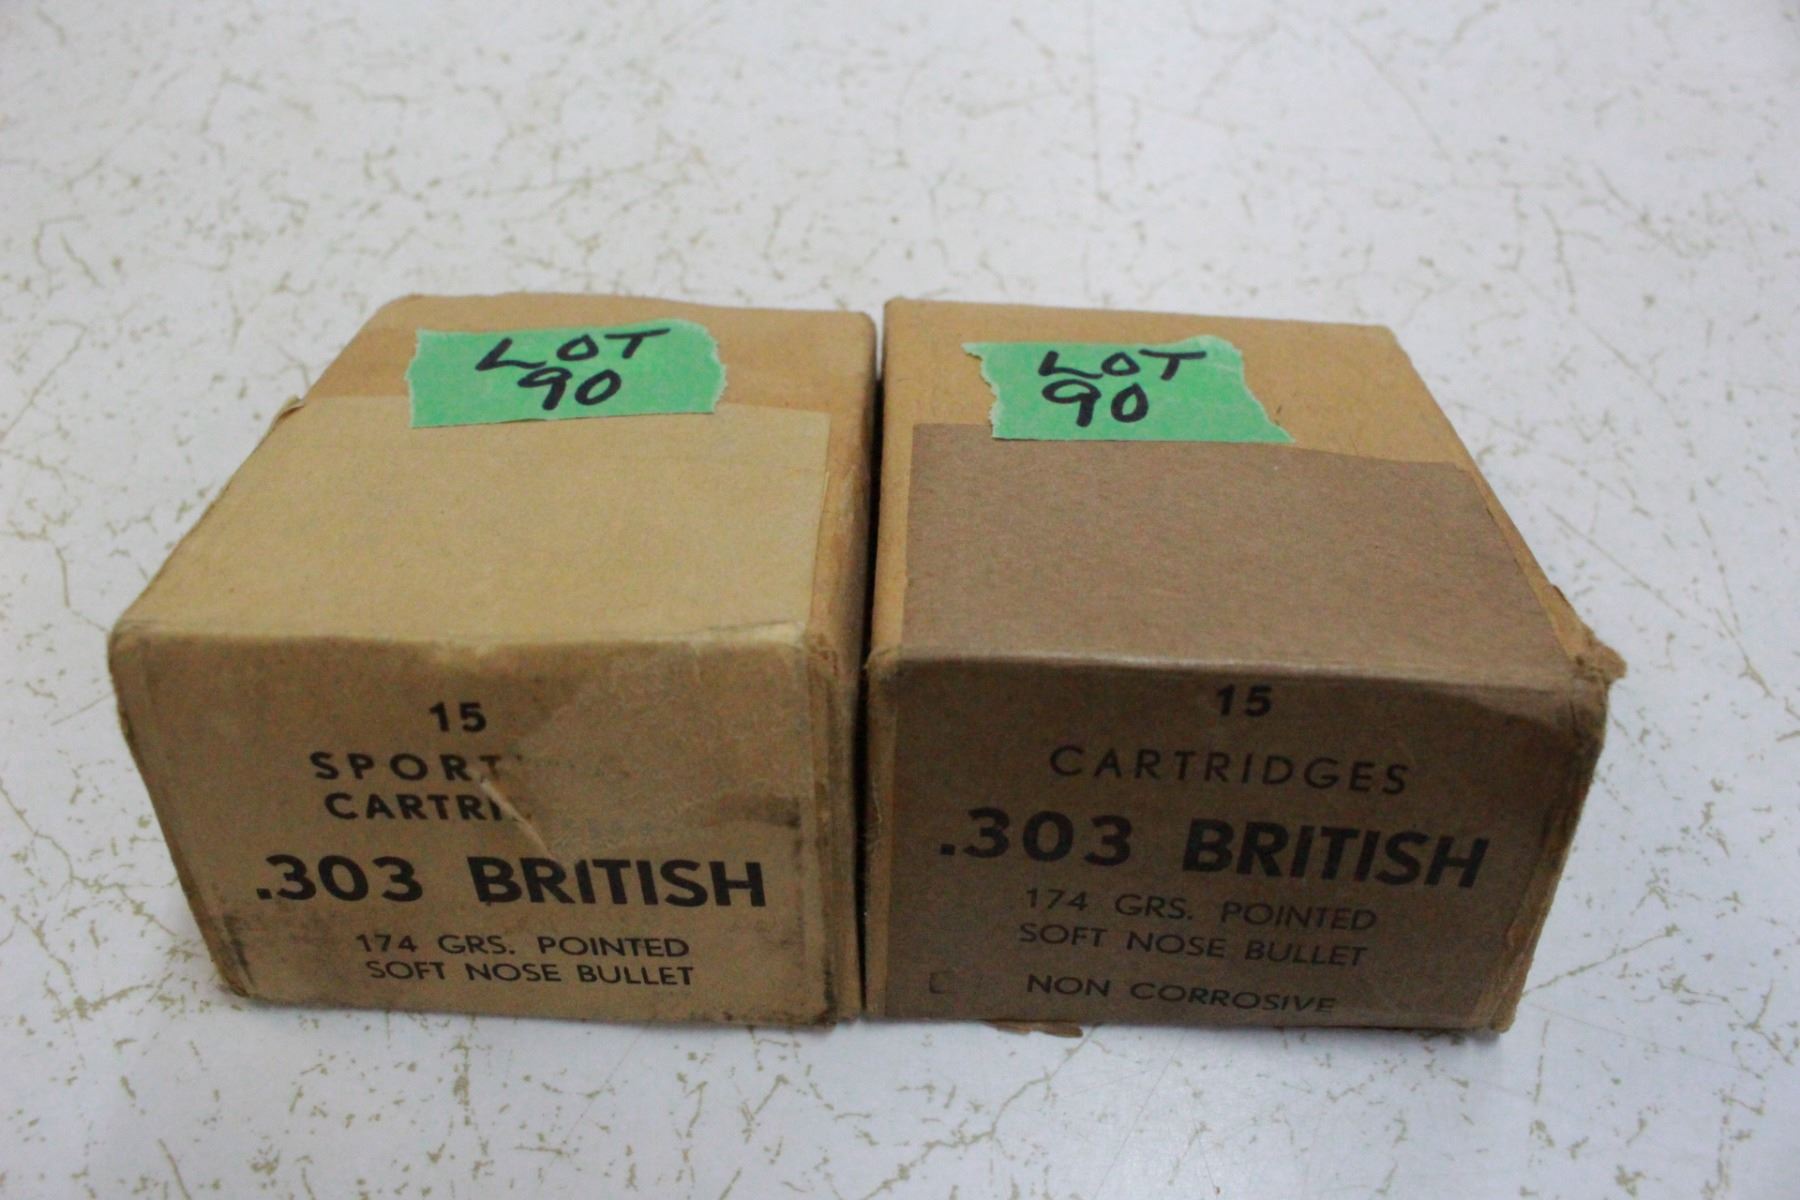 LOT
90
15
SPORT
CARTRI
.303 BRITISH
174 GRS. POINTED
SOFT NOSE BULLET
LOT
90
15
CARTRIDGES
.303 BRITISH
174 GRS. POINTED
SOFT NOSE BULLET
NON CORROSIVE